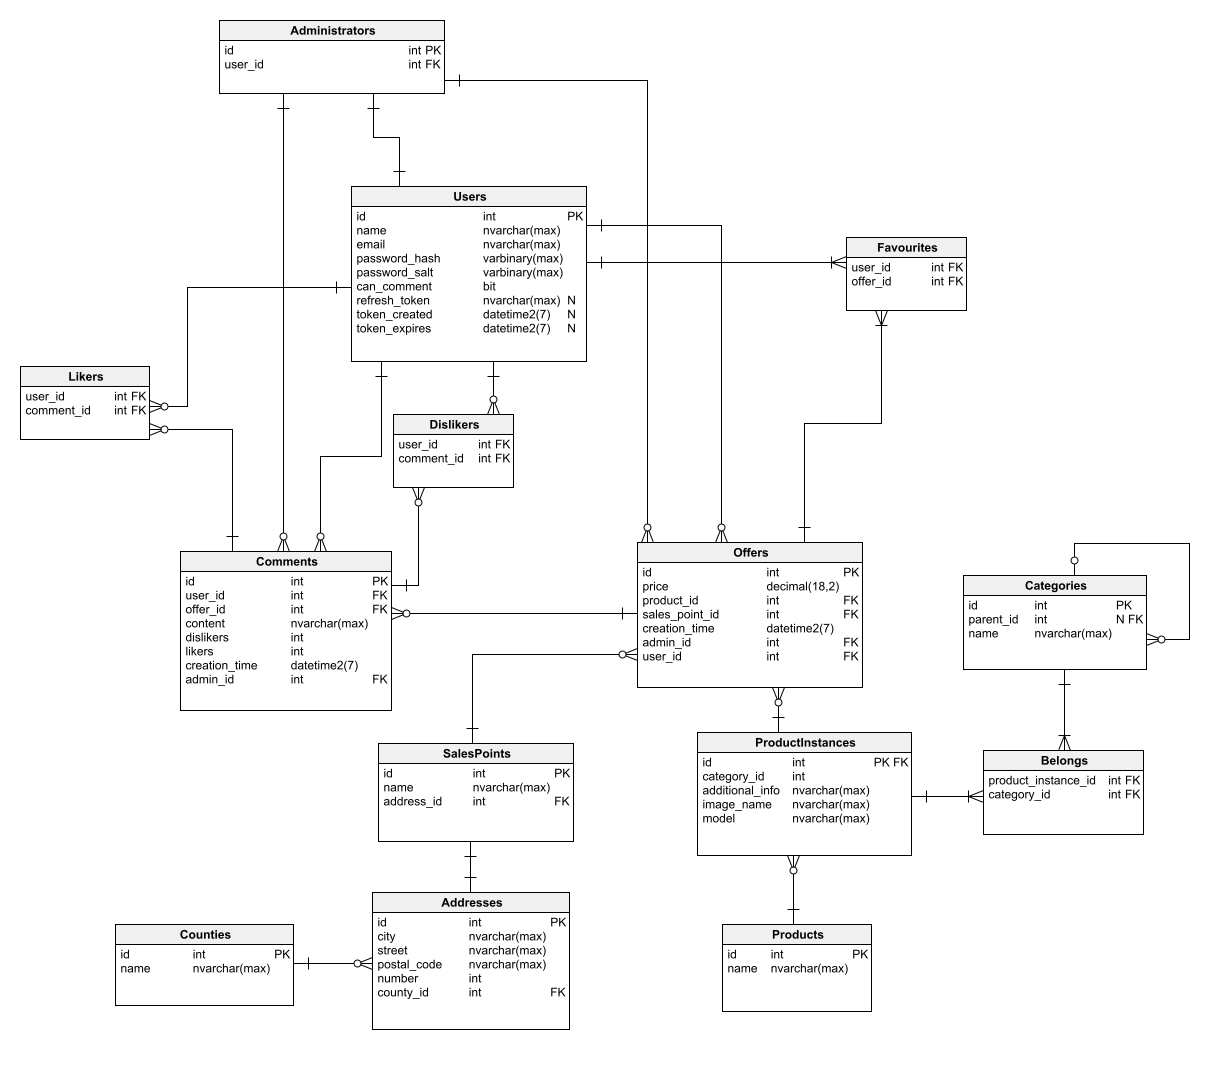 Administrators
id int PK
user_id int FK
Users
id int PK
name nvarchar(max)
email nvarchar(max)
password_hash varbinary(max)
password_salt varbinary(max)
can_comment bit
refresh_token nvarchar(max) N
token_created datetime2(7) N
token_expires datetime2(7) N
Favourites
user_id int FK
offer_id int FK
Likers
user_id int FK
comment_id int FK
Dislikers
user_id int FK
comment_id int FK
Comments
id int PK
user_id int FK
offer_id int FK
content nvarchar(max)
dislikers int
likers int
creation_time datetime2(7)
admin_id int FK
Offers
id int PK
price decimal(18,2)
product_id int FK
sales_point_id int FK
creation_time datetime2(7)
admin_id int FK
user_id int FK
Categories
id int PK
parent_id int N FK
name nvarchar(max)
SalesPoints
id int PK
name nvarchar(max)
address_id int FK
ProductInstances
id int PK FK
category_id int
additional_info nvarchar(max)
image_name nvarchar(max)
model nvarchar(max)
Belongs
product_instance_id int FK
category_id int FK
Addresses
id int PK
city nvarchar(max)
street nvarchar(max)
postal_code nvarchar(max)
number int
county_id int FK
Counties
id int PK
name nvarchar(max)
Products
id int PK
name nvarchar(max)